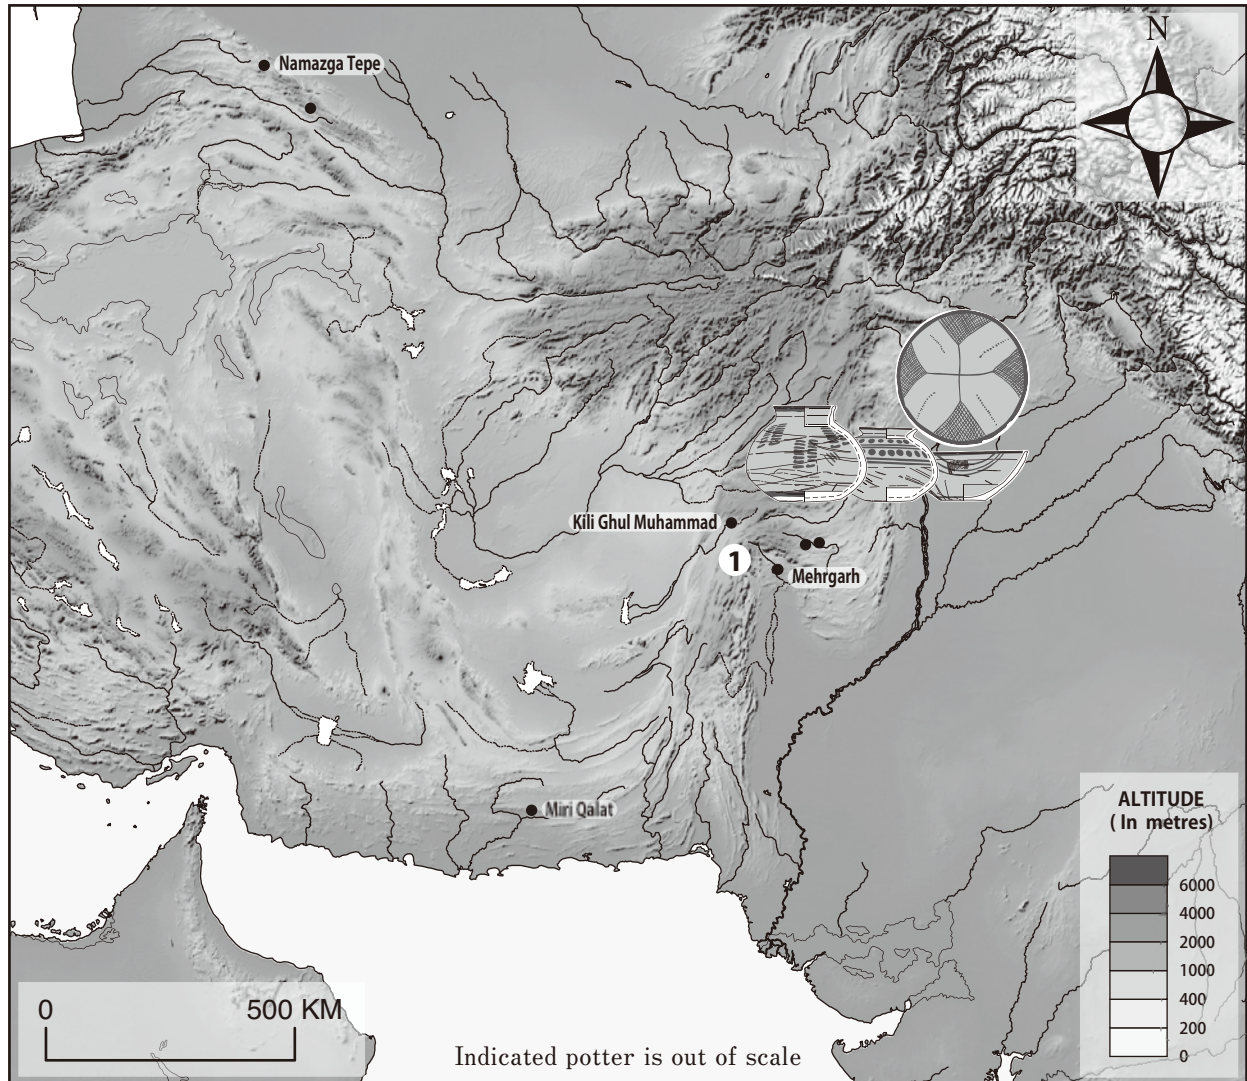 N
Namazga Tepe
Kili Ghul Muhammad
1
Mehrgarh
Miri Qalat
ALTITUDE
( In metres)
6000
4000
2000
1000
400
200
0
0 500 KM
Indicated potter is out of scale